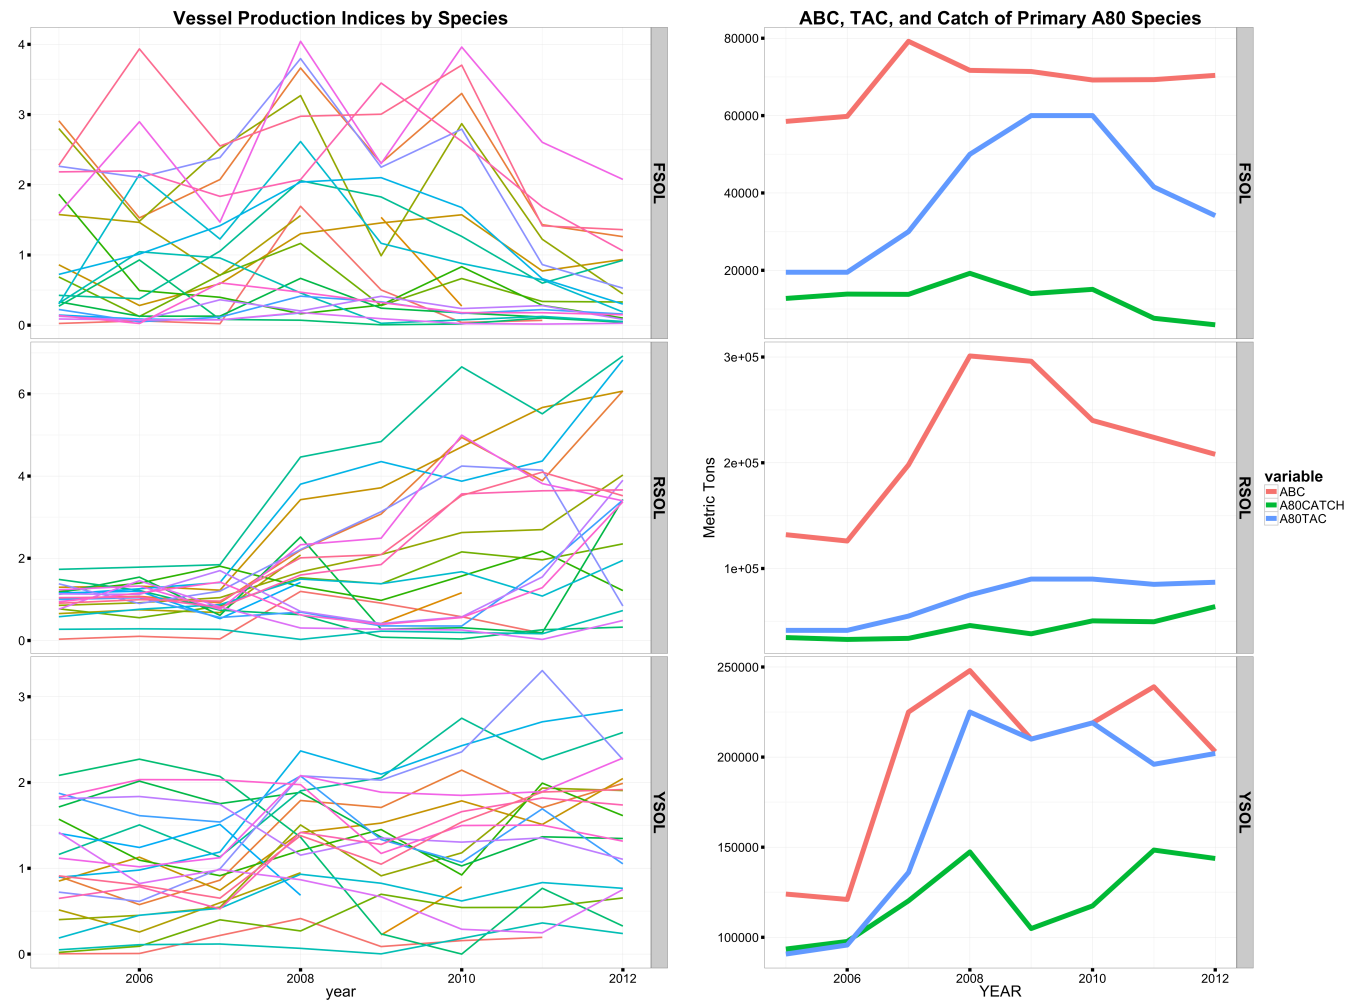 Vessel Production Indices by Species
4
3
2
1
0
FSOL
6
4
2
0
RSOL
3
2
1
0
YSOL
2006 2008 2010 2012
year
ABC, TAC, and Catch of Primary A80 Species
Metric Tons
80000
60000
40000
20000
FSOL
3e+05
2e+05
1e+05
RSOL
250000
200000
150000
100000
YSOL
2006 2008 2010 2012
YEAR
variable
ABC
A80CATCH
A80TAC